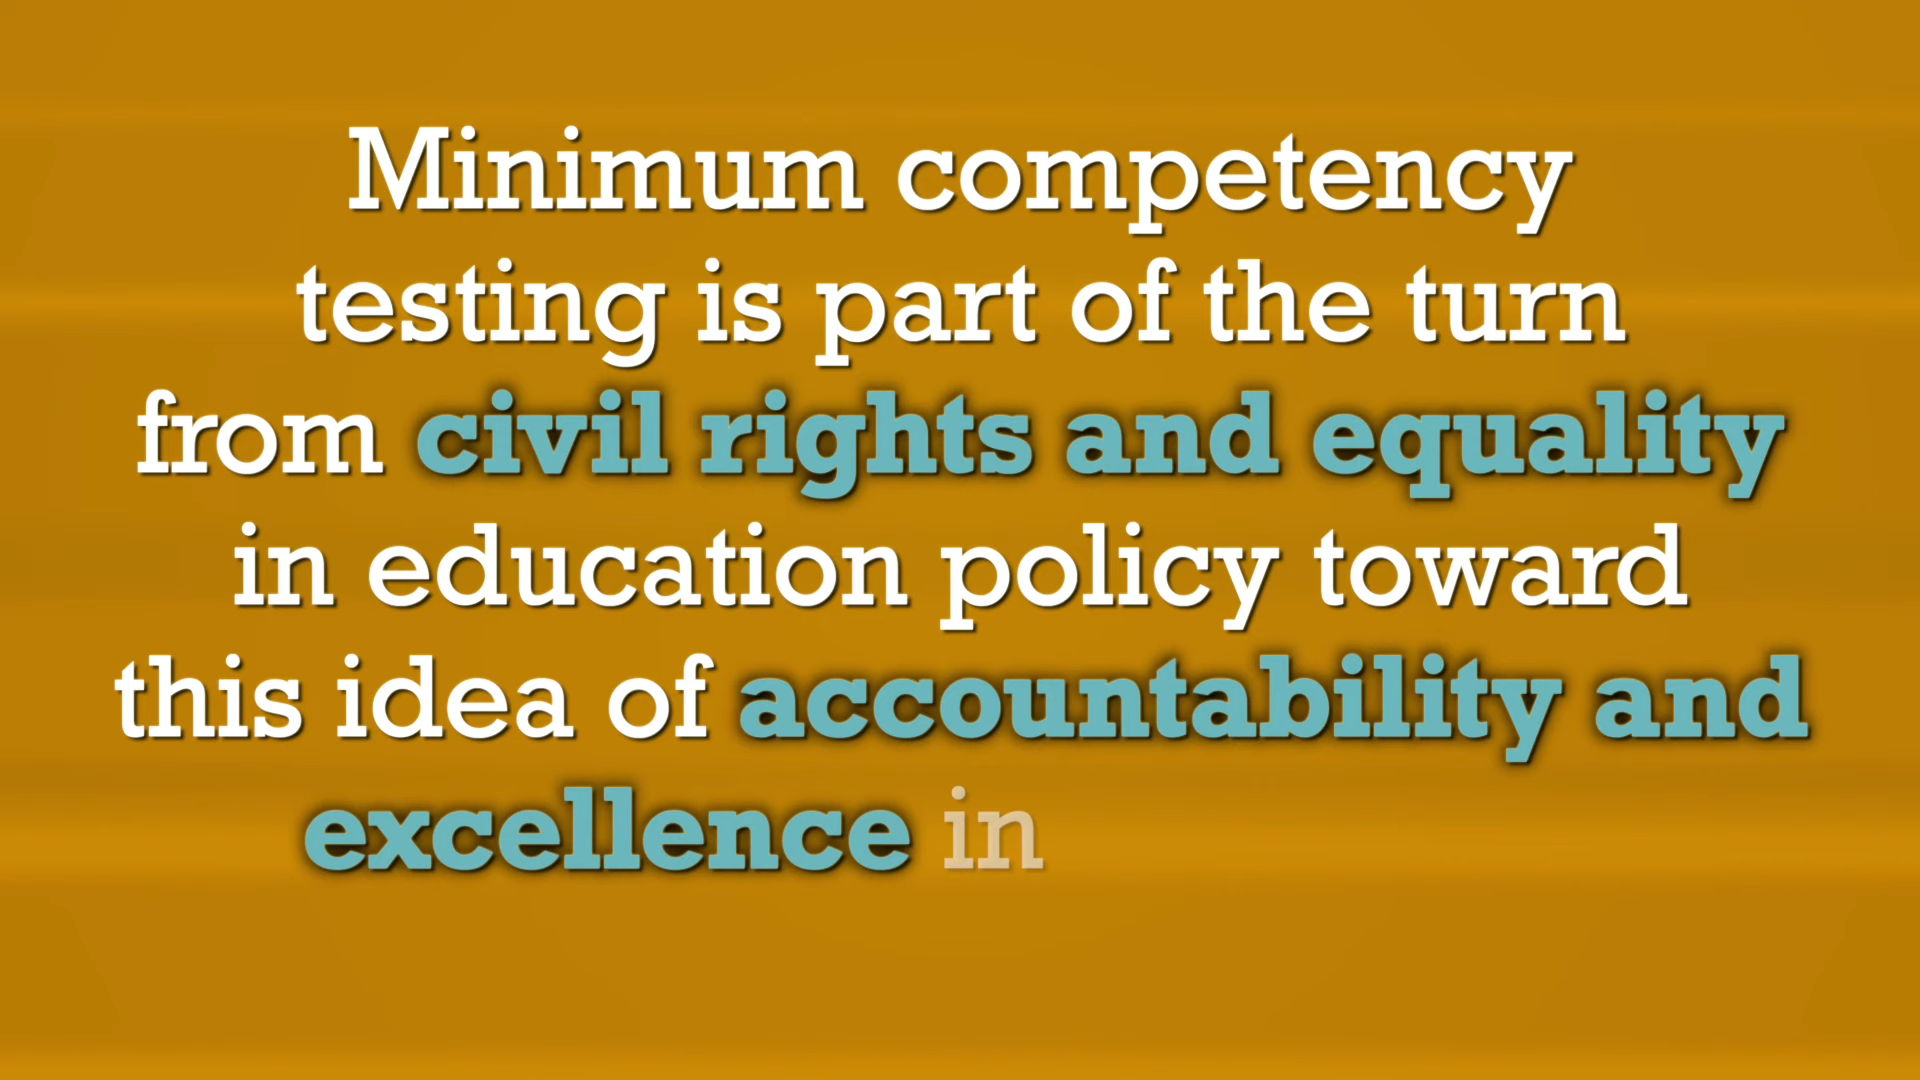 Minimum competency
testing is part of the turn
from civil rights and equality
in education policy toward
this idea of accountability and
excellence in